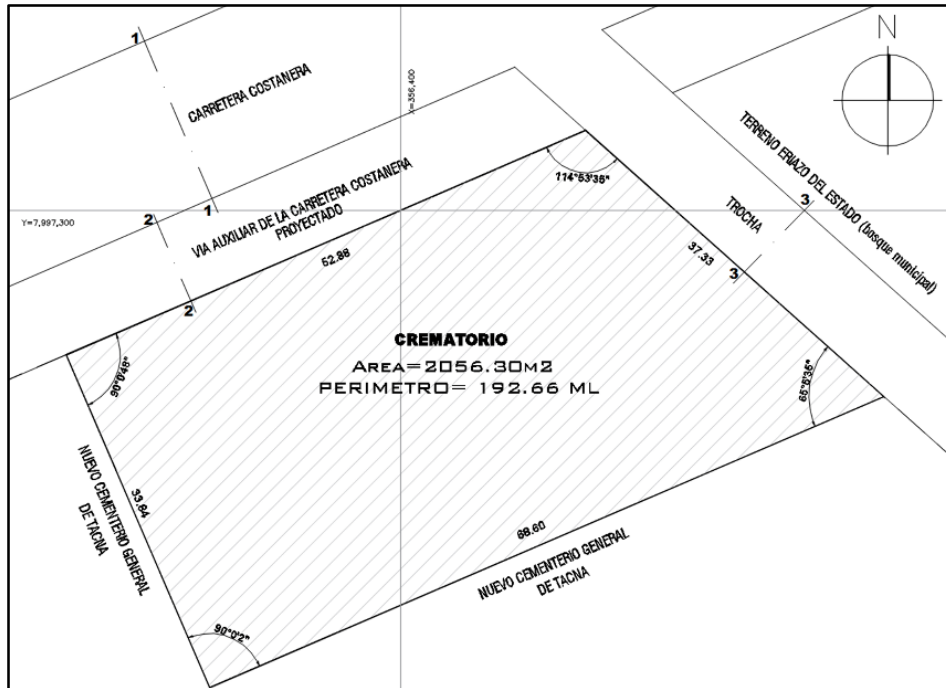 1
N
CARRETERA COSTANERA
X=356,400
TERRENO ERIAZO DEL ESTADO (bosque municipal)
114°53'35"
VIA AUXILIAR DE LA CARRETERA COSTANERA
PROYECTADO
TROCHA
3
2
1
Y=7,997,300
52.88
37.33
3
2
CREMATORIO
AREA=2056.30M2
PERIMETRO= 192.66 ML
90°0'48"
65°5'35"
NUEVO CEMENTERIO GENERAL
DE TACNA
33.84
68.60
NUEVO CEMENTERIO GENERAL
DE TACNA
90°0'2"